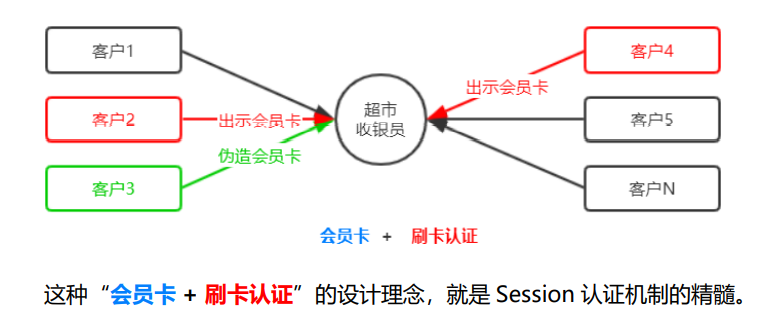 客户1
客户4
出示会员卡
客户2
出示会员卡
超市
收银员
客户5
伪造会员卡
客户3
客户N
会员卡 + 刷卡认证
这种“会员卡 + 刷卡认证”的设计理念，就是 Session 认证机制的精髓。